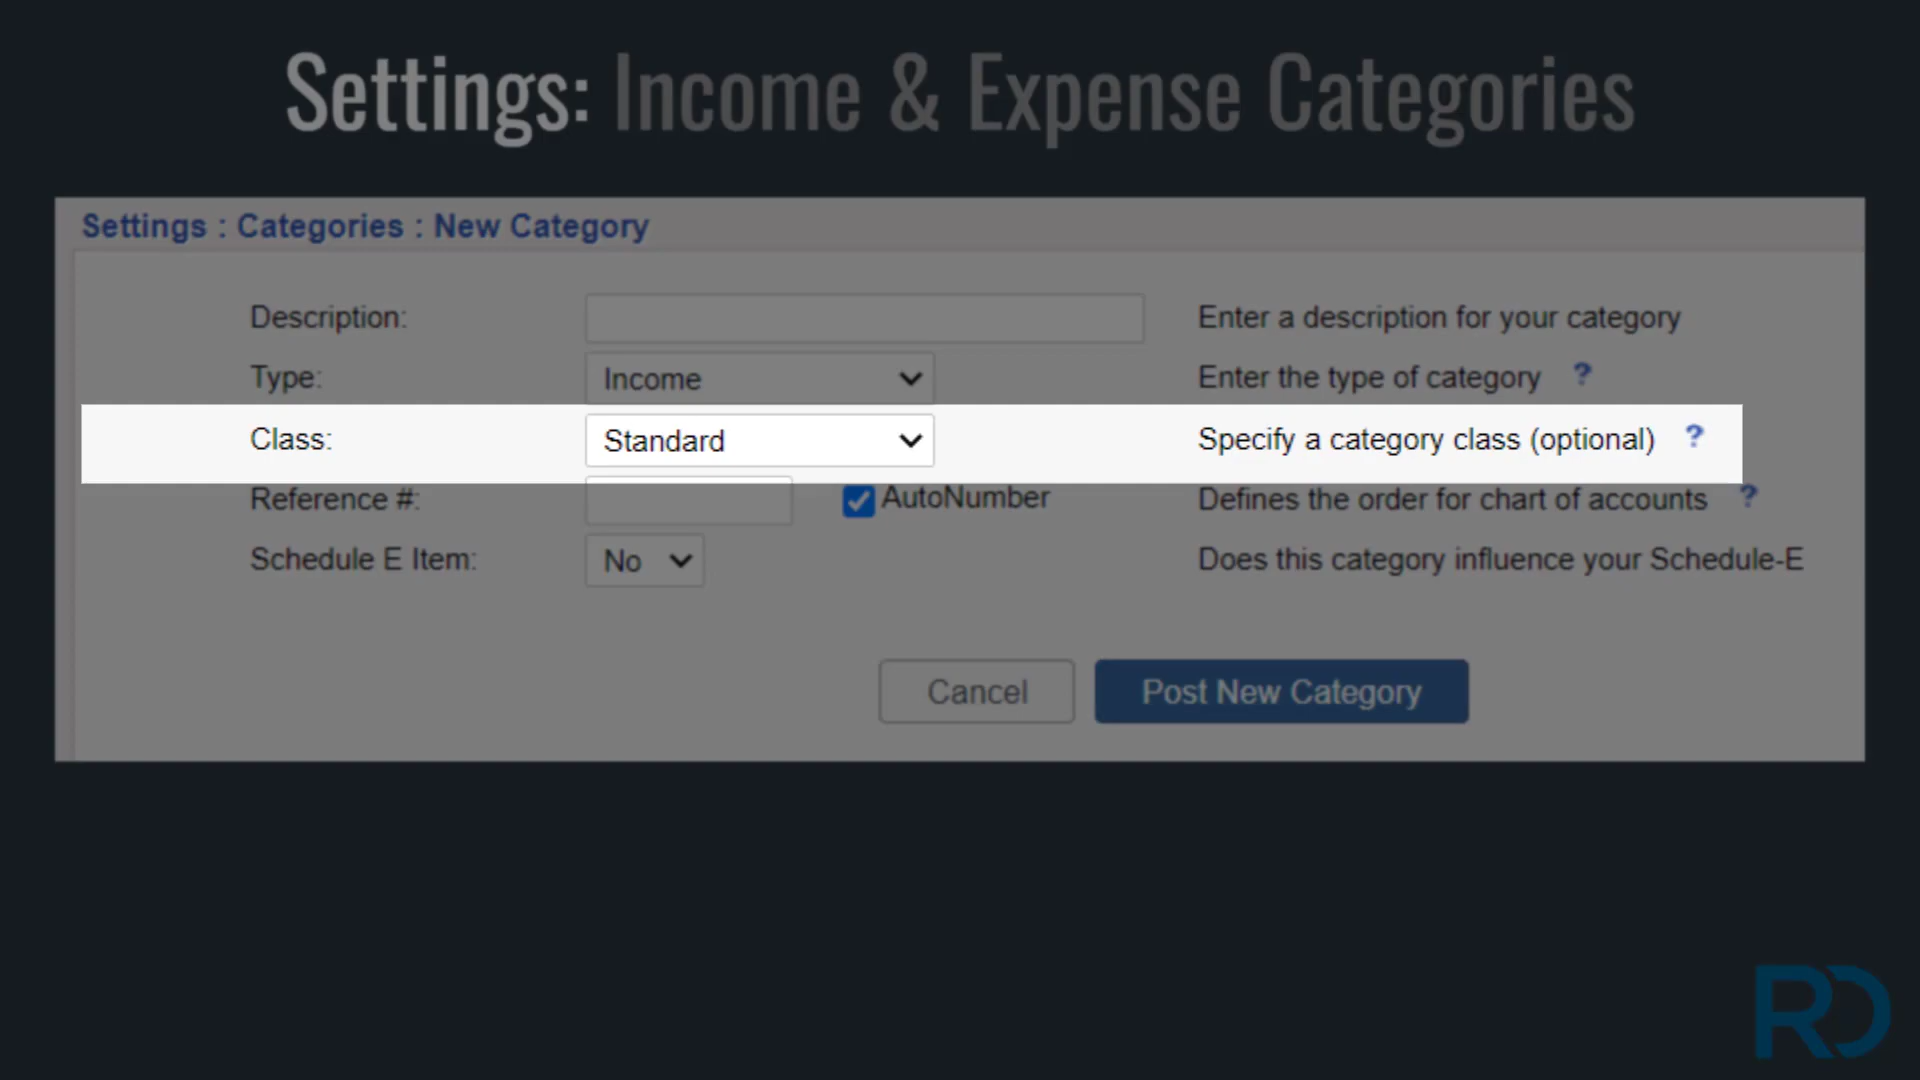 Settings: Income & Expense Categories
Settings : Categories : New Category
Description: Enter a description for your category
Type: Income Enter the type of category ?
Class: Standard Specify a category class (optional) ?
Reference #: AutoNumber Defines the order for chart of accounts ?
Schedule E Item: No Does this category influence your Schedule-E
Cancel Post New Category
RD